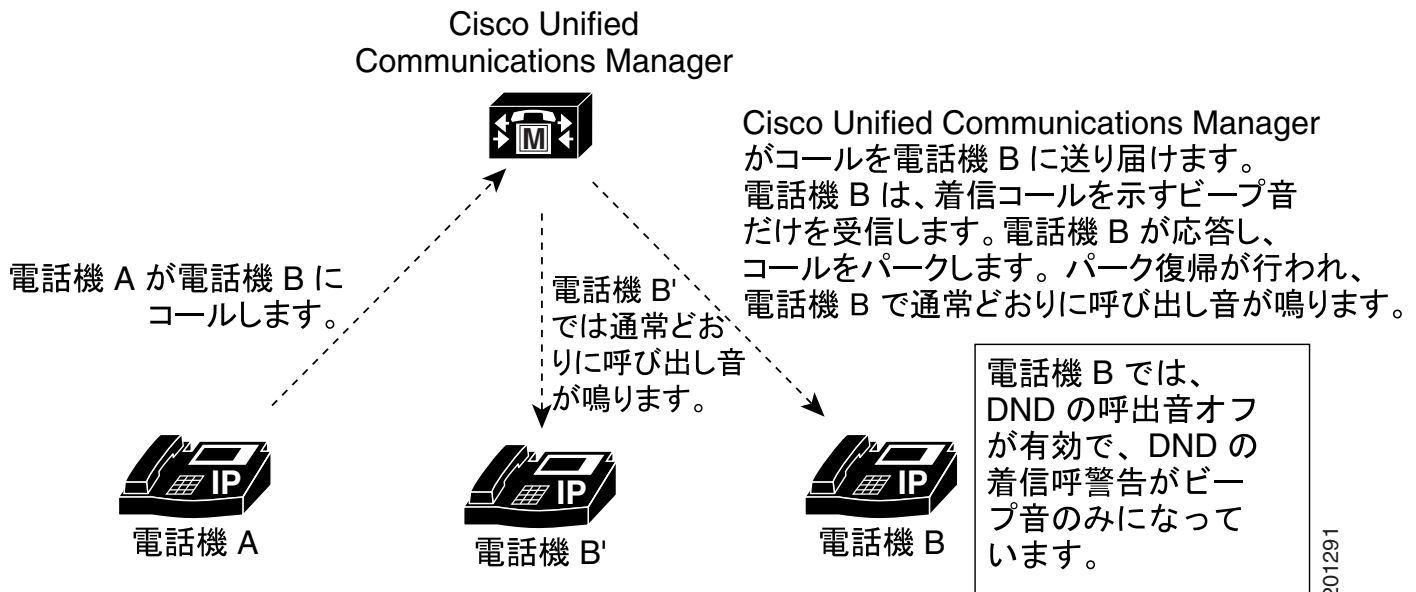 Cisco Unified
Communications Manager
M
Cisco Unified Communications Manager
がコールを電話機 B に送り届けます。
電話機 B は、着信コールを示すビープ音
だけを受信します。電話機 B が応答し、
コールをパークします。パーク復帰が行われ、
電話機 B で通常どおりに呼び出し音が鳴ります。
電話機 A が電話機 B に
コールします。
電話機 B'
では通常どお
りに呼び出し音
が鳴ります。
電話機 B では、
DND の呼出音オフ
が有効で、DND の
着信呼警告がビー
プ音のみになって
います。
IP
電話機 A
IP
電話機 B'
IP
電話機 B
201291